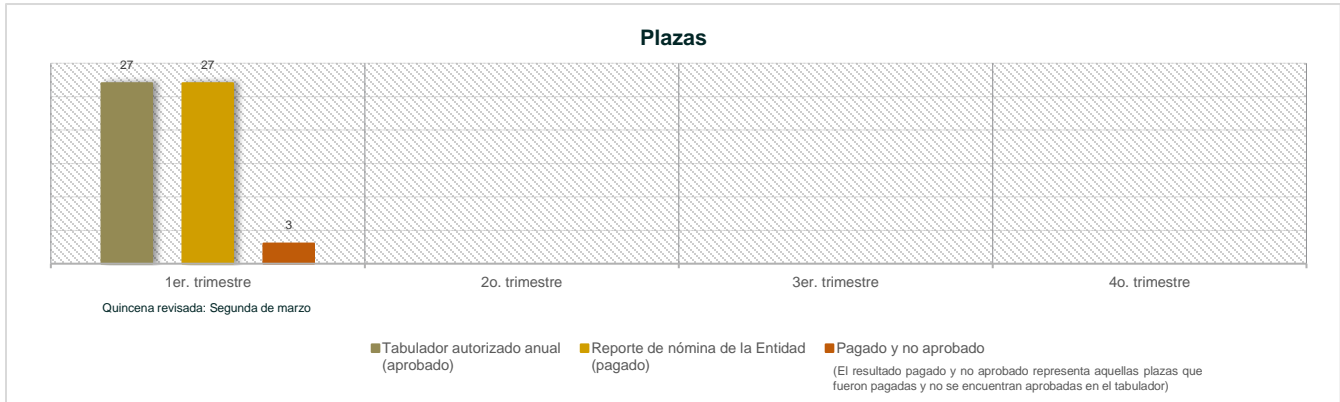 Plazas
27
27
3
1er. trimestre
2o. trimestre
3er. trimestre
4o. trimestre
Quincena revisada: Segunda de marzo
Tabulador autorizado anual
(aprobado)
Reporte de nómina de la Entidad
(pagado)
Pagado y no aprobado
(El resultado pagado y no aprobado representa aquellas plazas que
fueron pagadas y no se encuentran aprobadas en el tabulador)